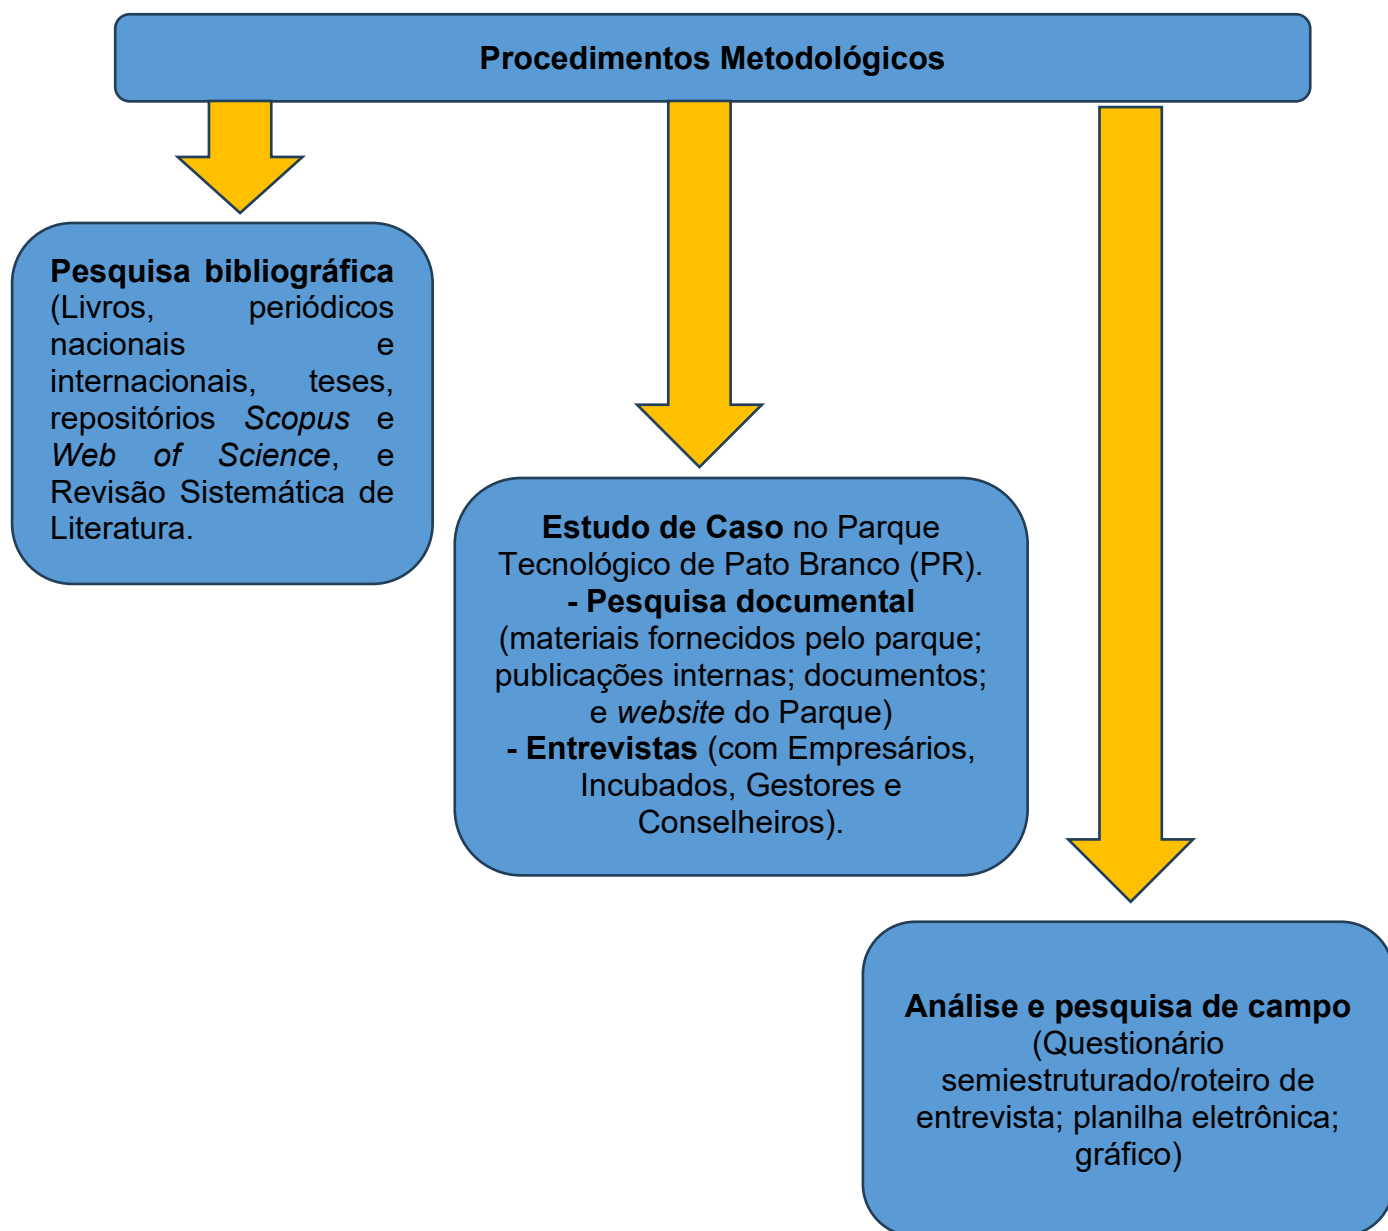 Procedimentos Metodológicos
Pesquisa bibliográfica
(Livros, periódicos
nacionais e
internacionais, teses,
repositórios Scopus e
Web of Science, e
Revisão Sistemática de
Literatura.
Estudo de Caso no Parque
Tecnológico de Pato Branco (PR).
- Pesquisa documental
(materiais fornecidos pelo parque;
publicações internas; documentos;
e website do Parque)
- Entrevistas (com Empresários,
Incubados, Gestores e
Conselheiros).
Análise e pesquisa de campo
(Questionário
semiestruturado/roteiro de
entrevista; planilha eletrônica;
gráfico)